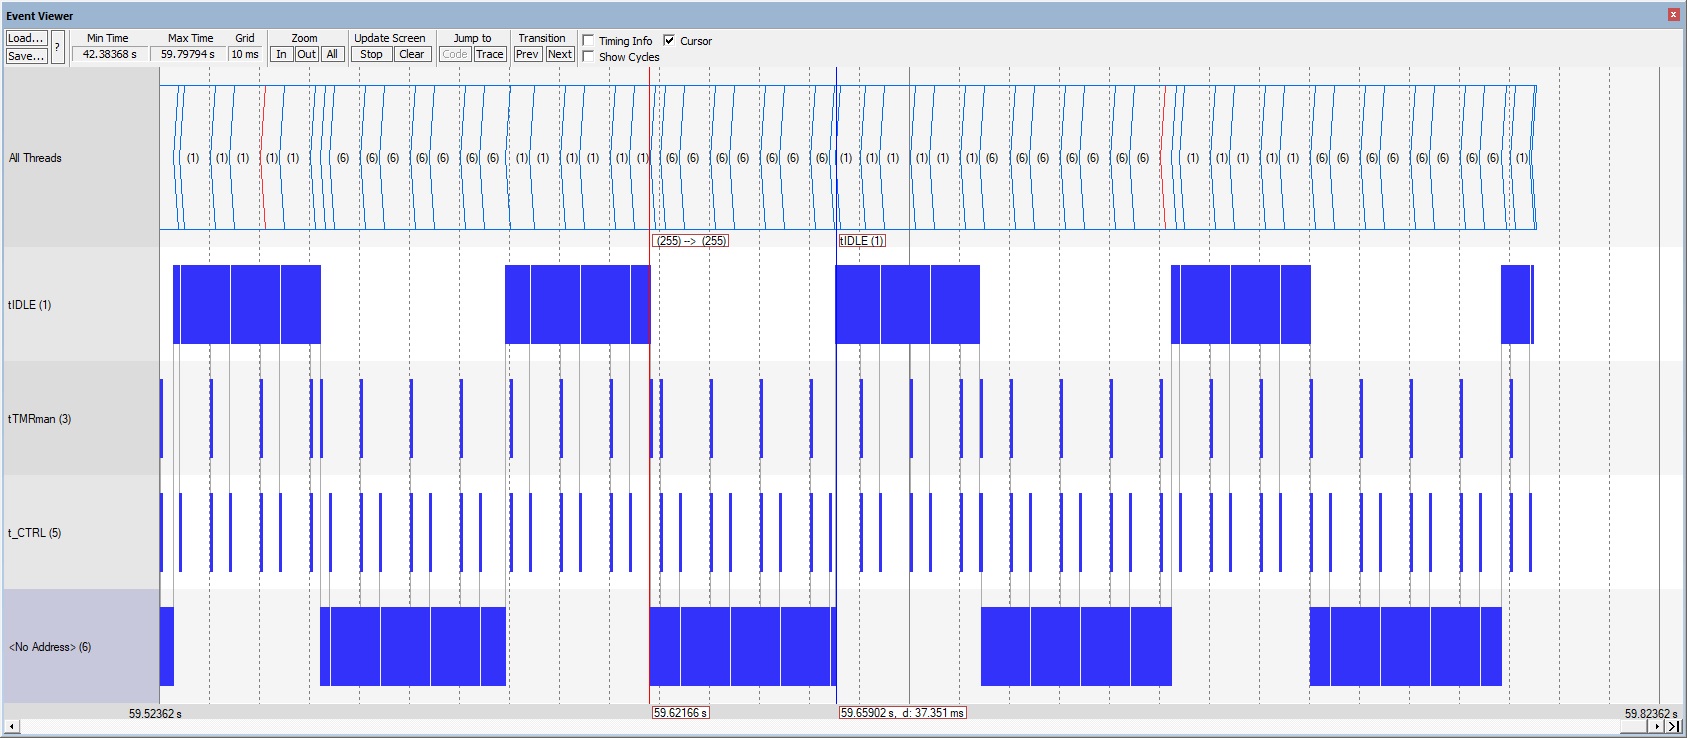 Event Viewer
Load... Save... ?
Min Time Max Time Grid Zoom Update Screen Jump to Transition
42.38368 s 59.79794 s 10 ms In Out All Stop Clear Code Trace Prev Next
Timing Info Cursor
Show Cycles
All Threads
(1) (1) (1) (1) (1) (6) (6) (6) (6) (6) (6) (6) (1) (1) (1) (1) (1) (1) (6) (6) (6) (6) (6) (6) (6) (1) (1) (1) (1) (1) (1) (6) (6) (6) (6) (6) (6) (6) (1) (1) (1) (1) (1) (6) (6) (6) (6) (6) (6) (6) (1)
(255) --> (255) tIDLE (1)
tIDLE (1)
tTMRman (3)
t_CTRL (5)
<No Address> (6)
59.52362 s 59.62166 s 59.65902 s, d: 37.351 ms 59.82362 s